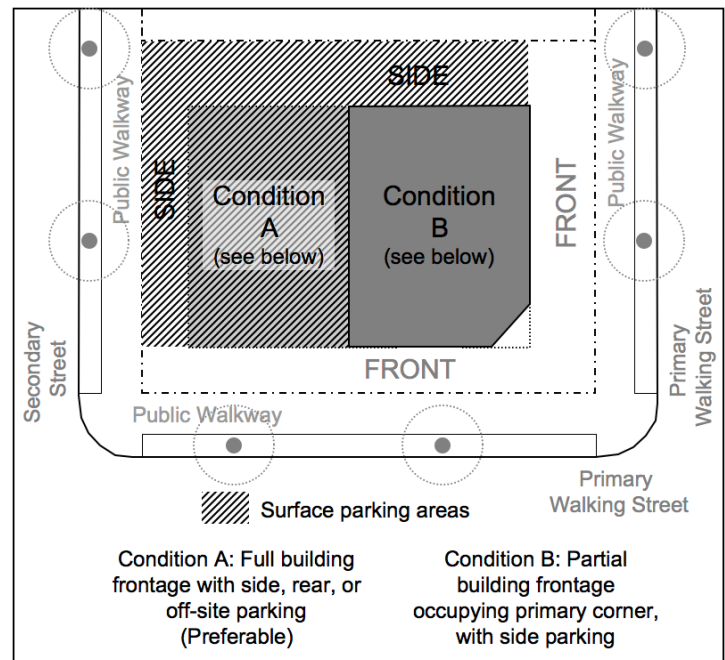 SIDE
Public Walkway
Public Walkway
SIDE
Condition
A
(see below)
Condition
B
(see below)
FRONT
FRONT
Secondary
Street
Primary
Walking Street
Public Walkway
Primary
Walking Street
Surface parking areas
Condition A: Full building
frontage with side, rear, or
off-site parking
(Preferable)
Condition B: Partial
building frontage
occupying primary corner,
with side parking